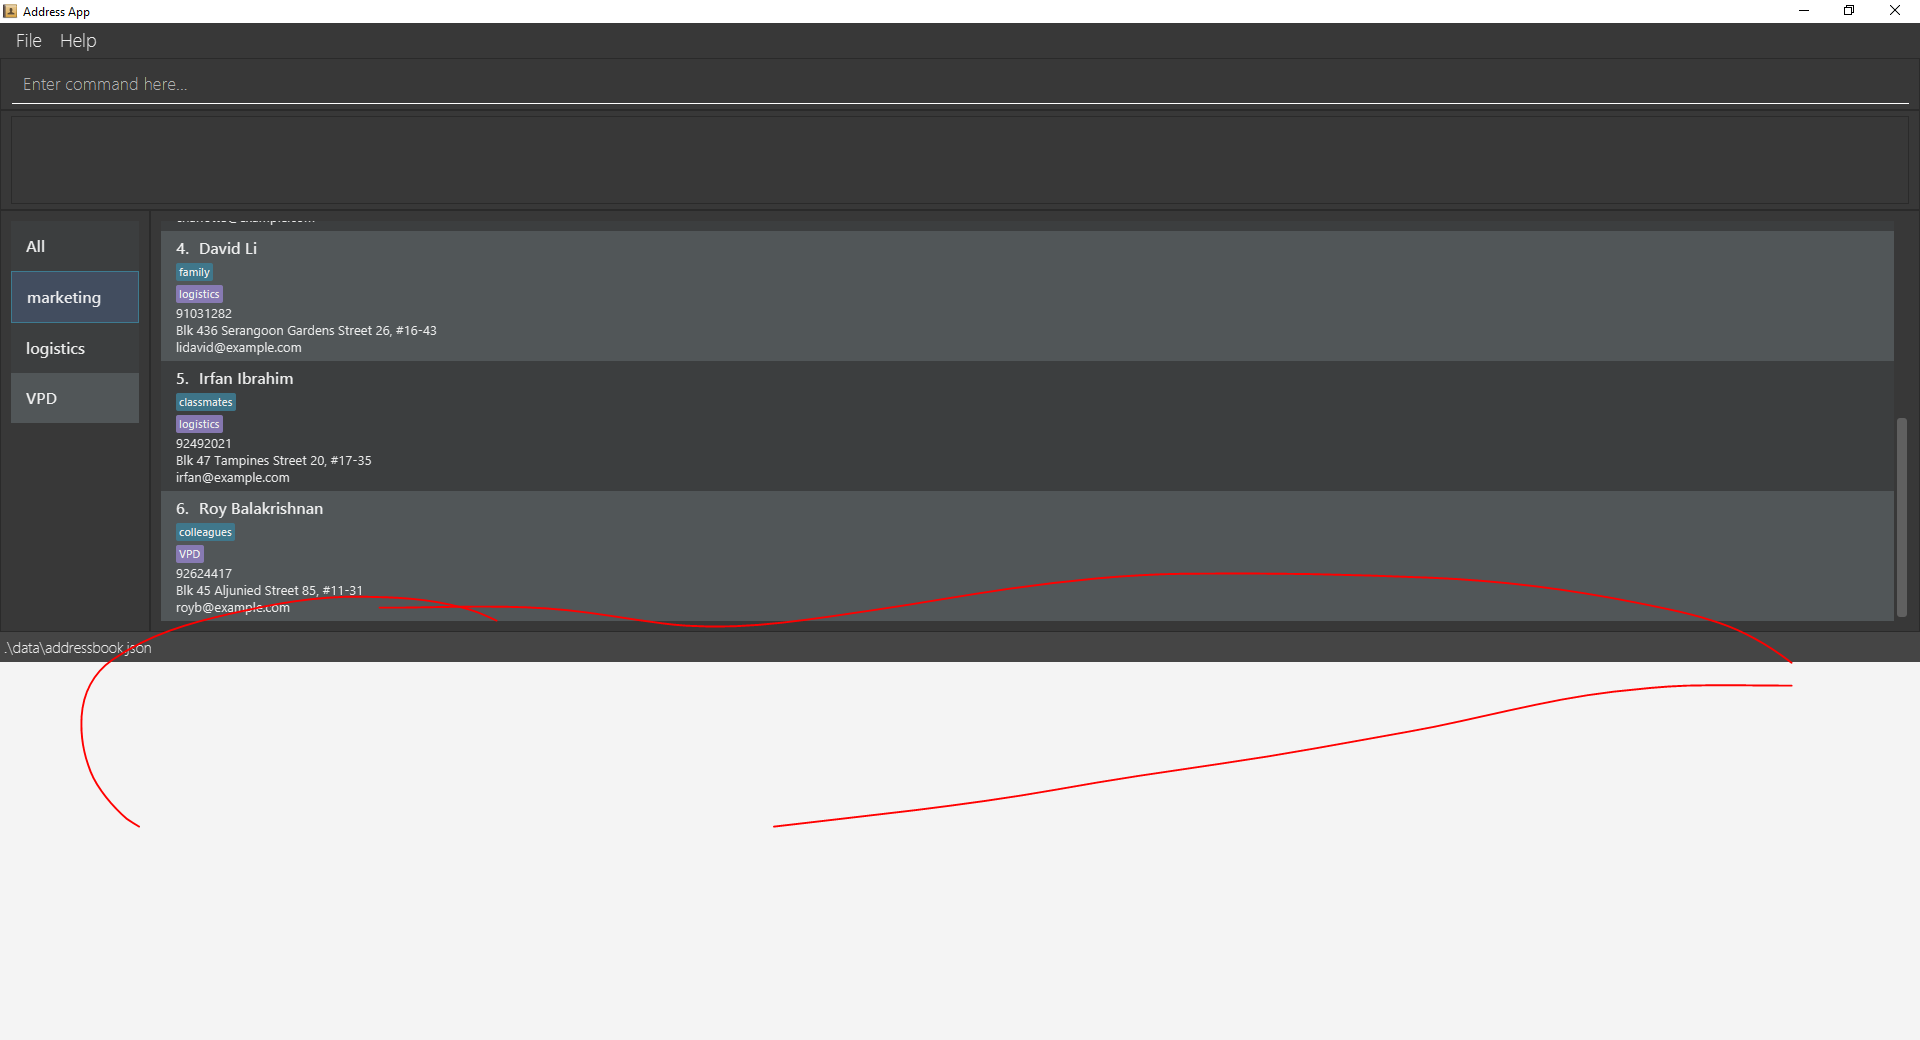 Address App
File Help
Enter command here...
All
marketing
logistics
VPD
4. David Li
family
logistics
91031282
Blk 436 Serangoon Gardens Street 26, #16-43
lidavid@example.com
5. Irfan Ibrahim
classmates
logistics
92492021
Blk 47 Tampines Street 20, #17-35
irfan@example.com
6. Roy Balakrishnan
colleagues
VPD
92624417
Blk 45 Aljunied Street 85, #11-31
royb@example.com
.\data\addressbook.json